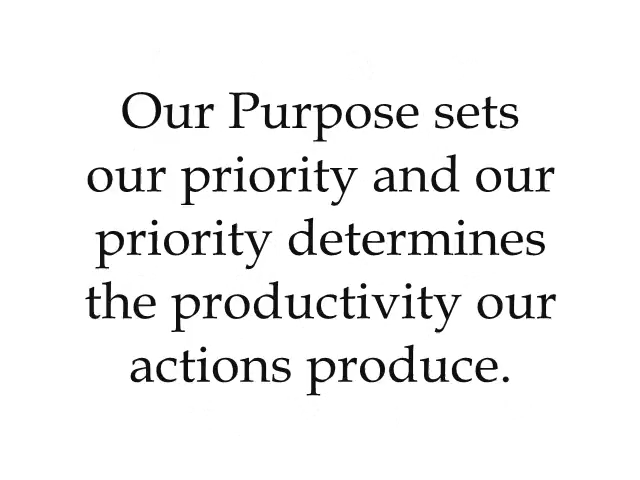 Our Purpose sets
our priority and our
priority determines
the productivity our
actions produce.